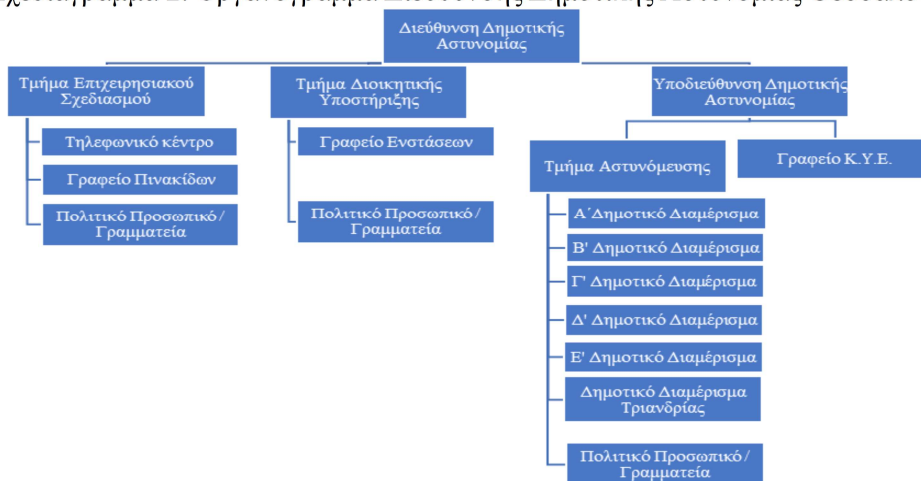 Διεύθυνση Δημοτικής
Αστυνομίας
Τμήμα Επιχειρησιακού
Σχεδιασμού
Τηλεφωνικό κέντρο
Γραφείο Πινακίδων
Πολιτικό Προσωπικό /
Γραμματεία
Τμήμα Διοικητικής
Υποστήριξης
Γραφείο Ενστάσεων
Πολιτικό Προσωπικό /
Γραμματεία
Υποδιεύθυνση Δημοτικής
Αστυνομίας
Τμήμα Αστυνόμευσης
Γραφείο Κ.Υ.Ε.
Α΄Δημοτικό Διαμέρισμα
Β' Δημοτικό Διαμέρισμα
Γ' Δημοτικό Διαμέρισμα
Δ' Δημοτικό Διαμέρισμα
Ε' Δημοτικό Διαμέρισμα
Δημοτικό Διαμέρισμα
Τριανδρίας
Πολιτικό Προσωπικό /
Γραμματεία